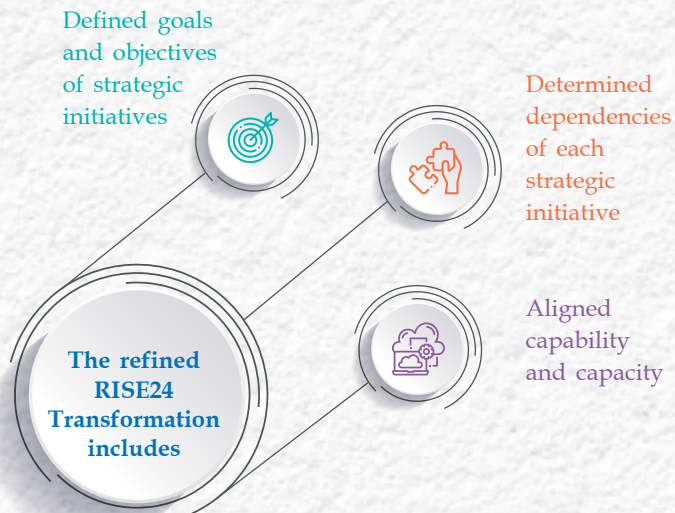 Defined goals
and objectives
of strategic
initiatives
Determined
dependencies
of each
strategic
initiative
Aligned
capability
and capacity
The refined
RISE24
Transformation
includes